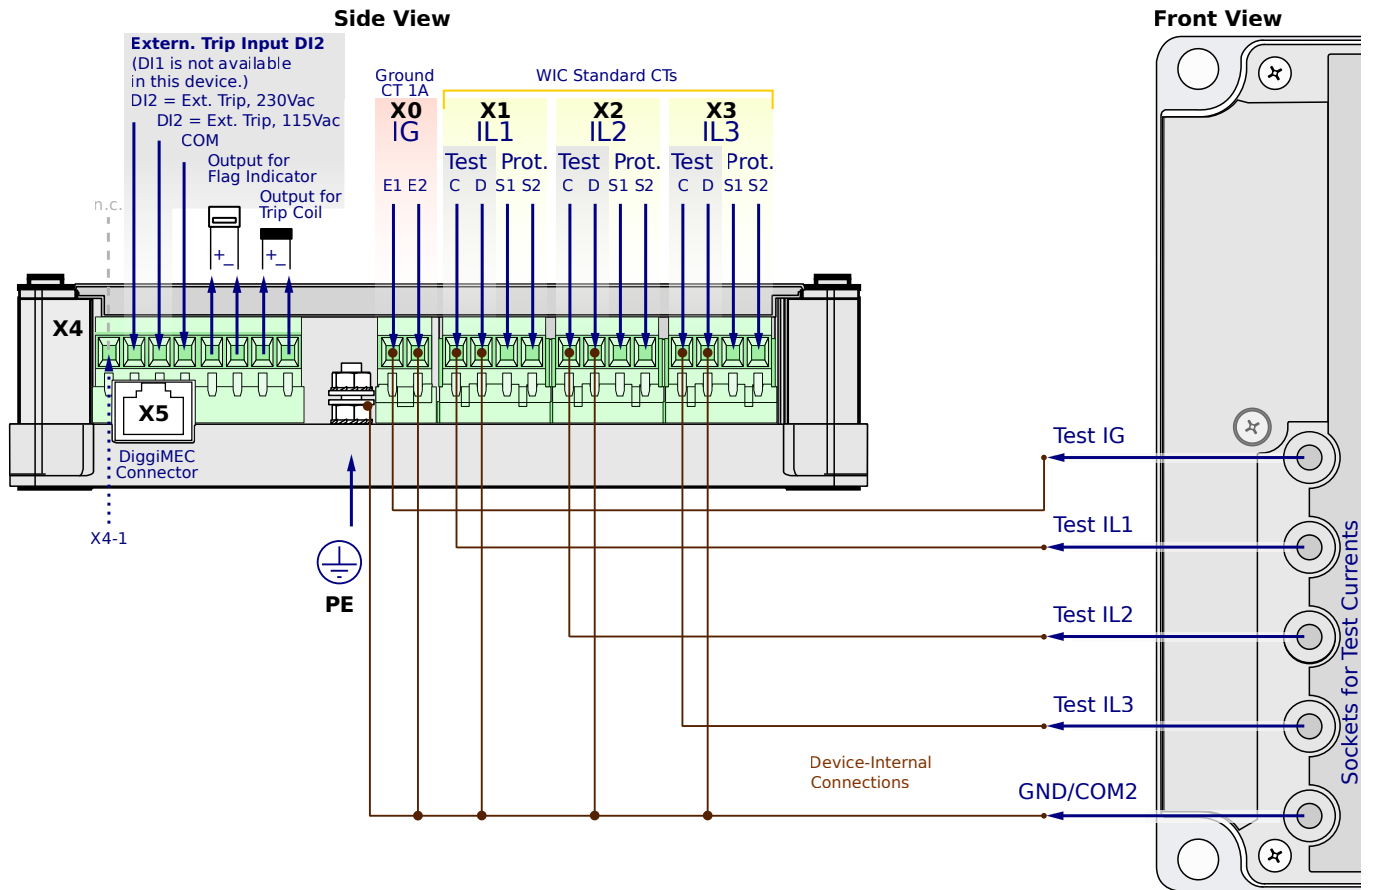 Side View
Front View
Extern. Trip Input DI2
(DI1 is not available
in this device.)
DI2 = Ext. Trip, 230Vac
DI2 = Ext. Trip, 115Vac
COM
Output for
Flag Indicator
Output for
Trip Coil
n.c.
+
−
+
−
Ground
CT 1A
WIC Standard CTs
X0
IG
X1
IL1
X2
IL2
X3
IL3
Test Prot.
Test Prot.
Test Prot.
E1 E2
C D S1 S2
C D S1 S2
C D S1 S2
X4
X5
DiggiMEC
Connector
X4-1
PE
Test IG
Test IL1
Test IL2
Test IL3
GND/COM2
Device-Internal
Connections
Sockets for Test Currents